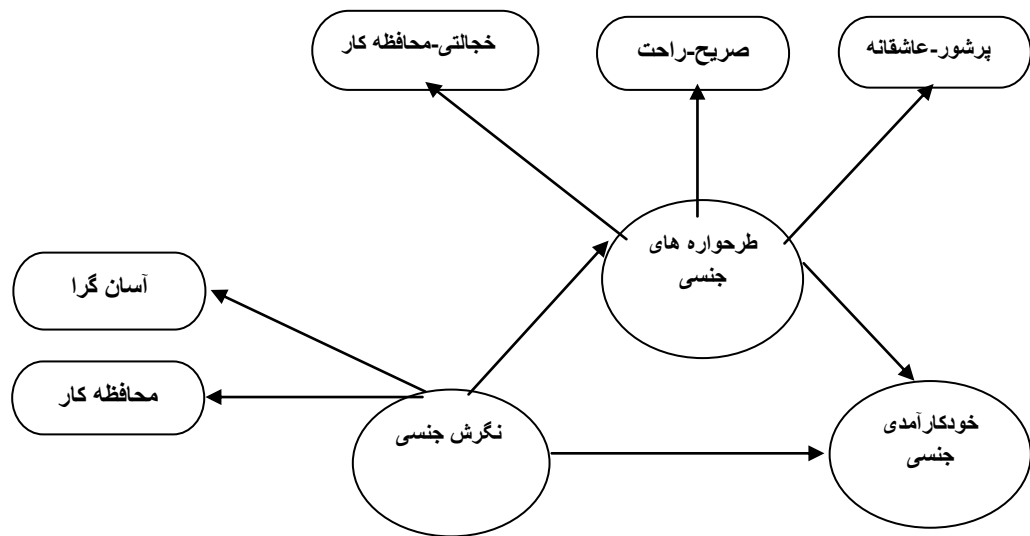 پرشور-عاشقانه
صریح-راحت
خجالتی-محافظه کار
طرحواره های
جنسی
آسان گرا
محافظه کار
نگرش جنسی
خودکارآمدی
جنسی